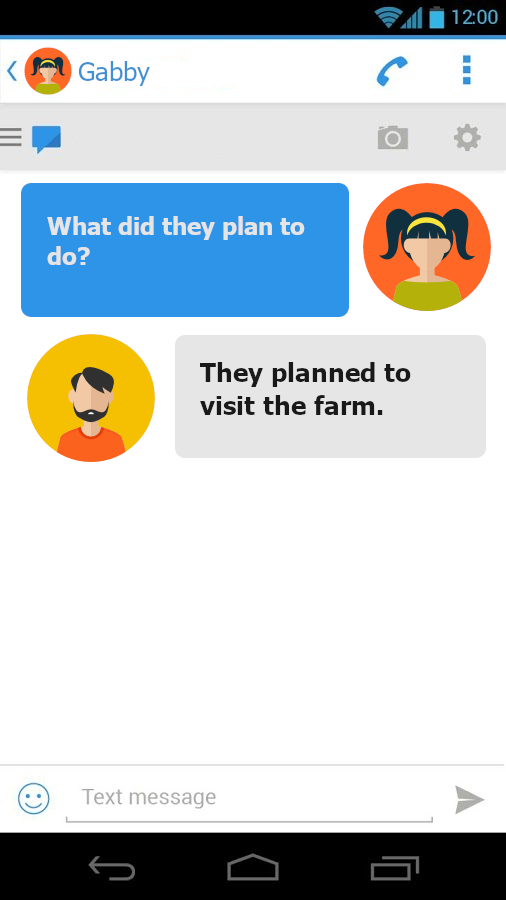 12:00
Gabby
What did they plan to
do?
They planned to
visit the farm.
Text message